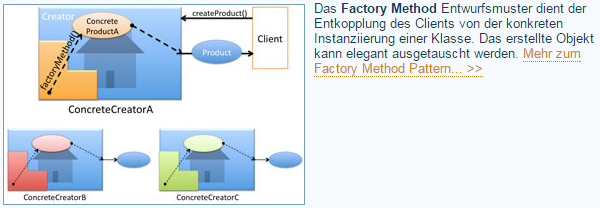 Creator
Concrete
ProductA
factoryMethod()
createProduct()
Client
Product
ConcreteCreatorA
ConcreteCreatorB
ConcreteCreatorC
Das Factory Method Entwurfsmuster dient der
Entkopplung des Clients von der konkreten
Instanziierung einer Klasse. Das erstellte Objekt
kann elegant ausgetauscht werden. Mehr zum
Factory Method Pattern... >>